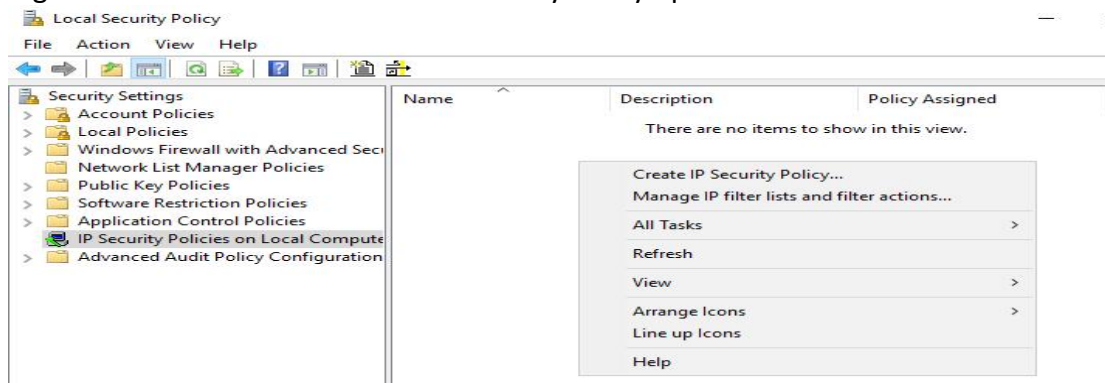 Local Security Policy
File Action View Help
Security Settings
Account Policies
Local Policies
Windows Firewall with Advanced Secu
Network List Manager Policies
Public Key Policies
Software Restriction Policies
Application Control Policies
IP Security Policies on Local Compute
Advanced Audit Policy Configuration
Name Description Policy Assigned
There are no items to show in this view.
Create IP Security Policy...
Manage IP filter lists and filter actions...
All Tasks >
Refresh
View >
Arrange Icons >
Line up Icons
Help